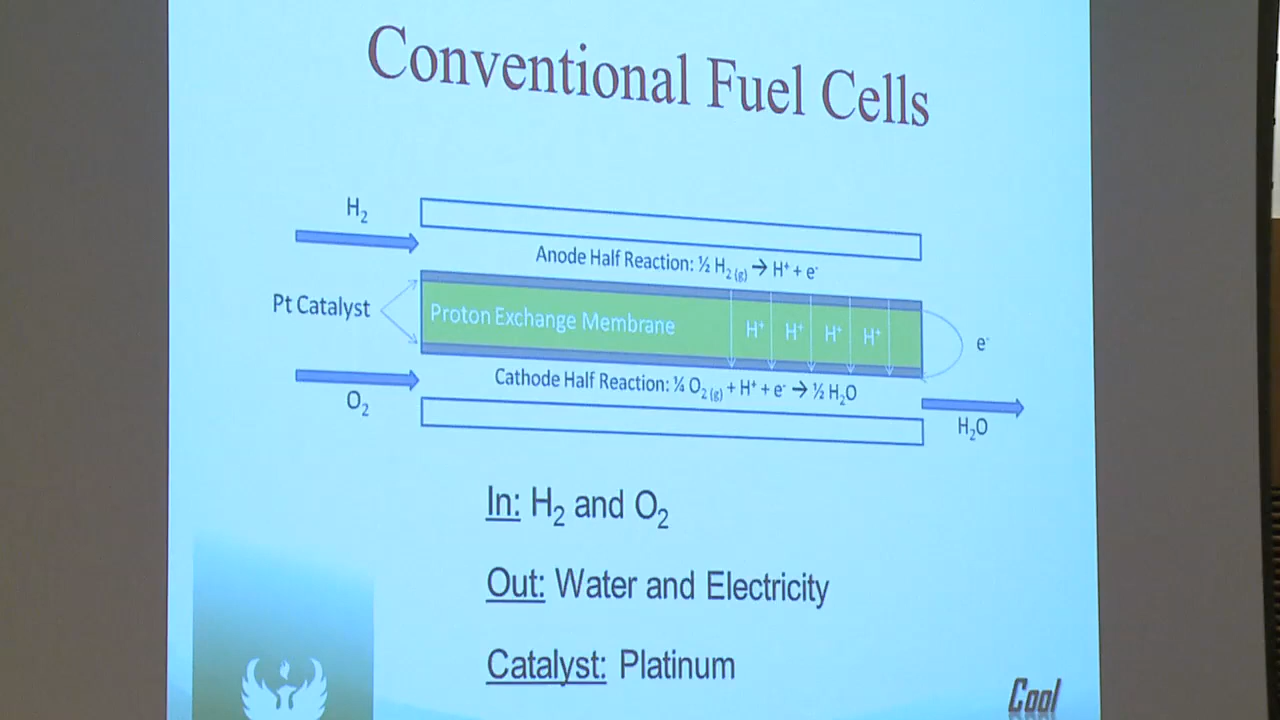 Conventional Fuel Cells
H₂
Anode Half Reaction: ½ H₂ (g) → H⁺ + e⁻
Pt Catalyst
Proton Exchange Membrane
H⁺ H⁺ H⁺ H⁺
e⁻
Cathode Half Reaction: ¼ O₂ (g) + H⁺ + e⁻ → ½ H₂O
O₂
H₂O
In: H₂ and O₂
Out: Water and Electricity
Catalyst: Platinum
Cool